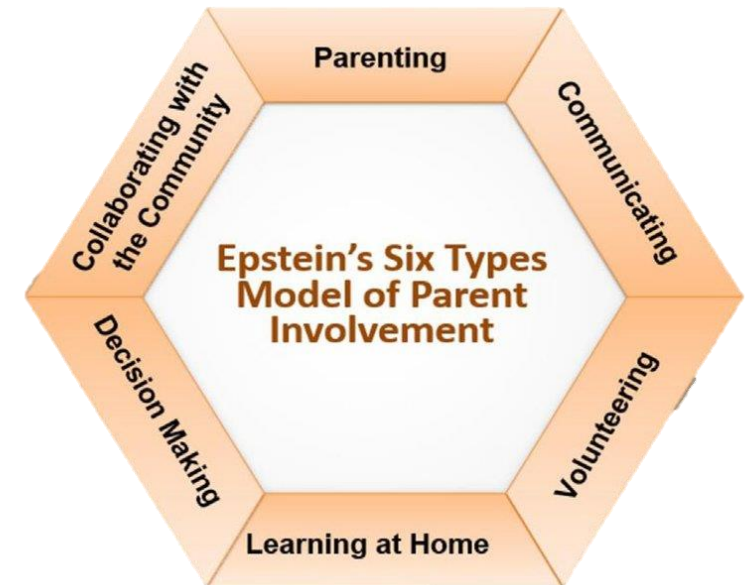 Parenting
Communicating
Volunteering
Learning at Home
Decision Making
Collaborating with
the Community
Epstein’s Six Types
Model of Parent
Involvement